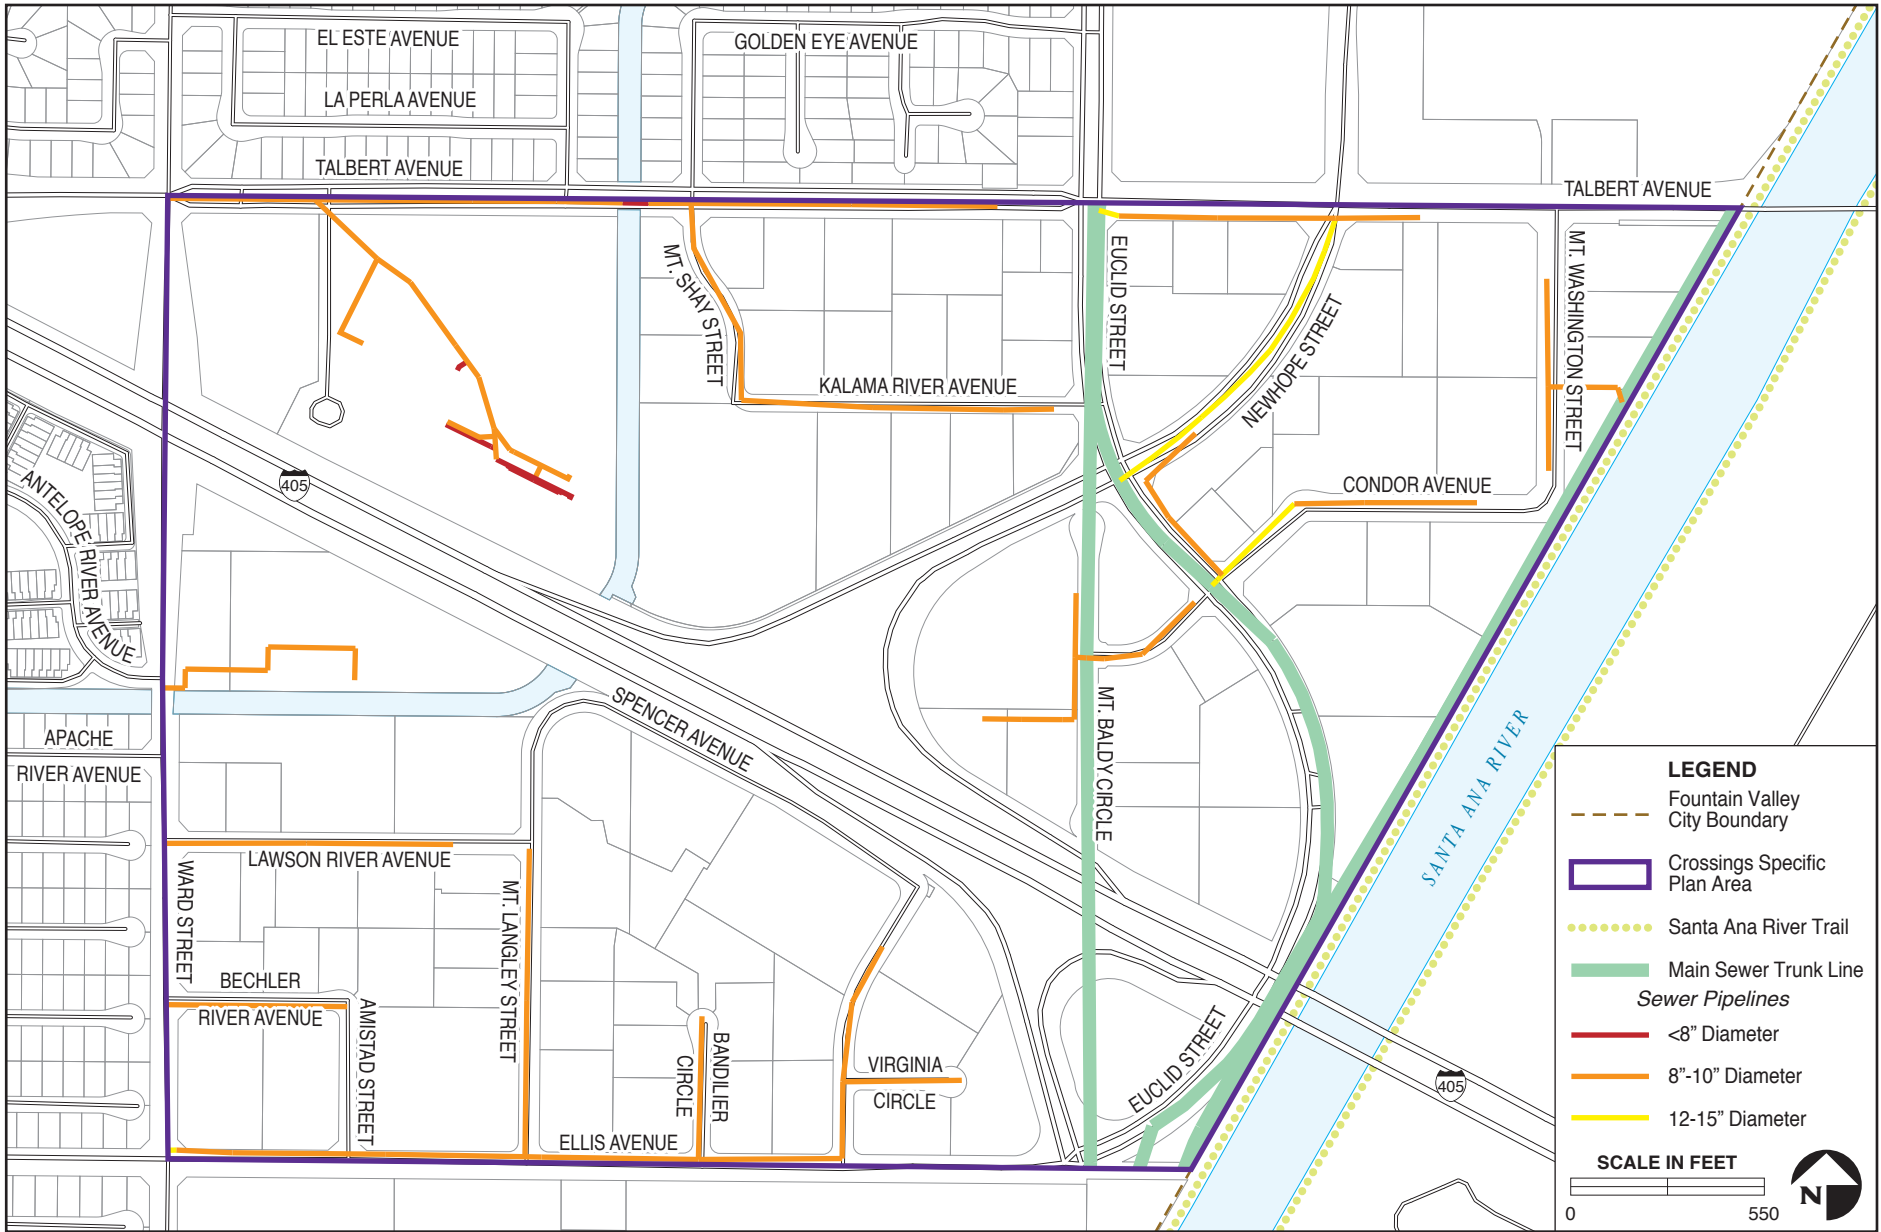 EL ESTE AVENUE
GOLDEN EYE AVENUE
LA PERLA AVENUE
TALBERT AVENUE
TALBERT AVENUE
MT. SHAY STREET
EUCLID STREET
MT. WASHINGTON STREET
NEWHOPE STREET
KALAMA RIVER AVENUE
405
ANTELOPE RIVER AVENUE
CONDOR AVENUE
SPENCER AVENUE
MT. BALDY CIRCLE
APACHE
RIVER AVENUE
SANTA ANA RIVER
LAWSON RIVER AVENUE
WARD STREET
MT. LANGLEY STREET
BECHLER
RIVER AVENUE
AMISTAD STREET
BANDILIER
CIRCLE
VIRGINIA
CIRCLE
EUCLID STREET
ELLIS AVENUE
405
LEGEND
Fountain Valley
City Boundary
Crossings Specific
Plan Area
Santa Ana River Trail
Main Sewer Trunk Line
Sewer Pipelines
<8” Diameter
8”-10” Diameter
12-15” Diameter
SCALE IN FEET
0 550
N